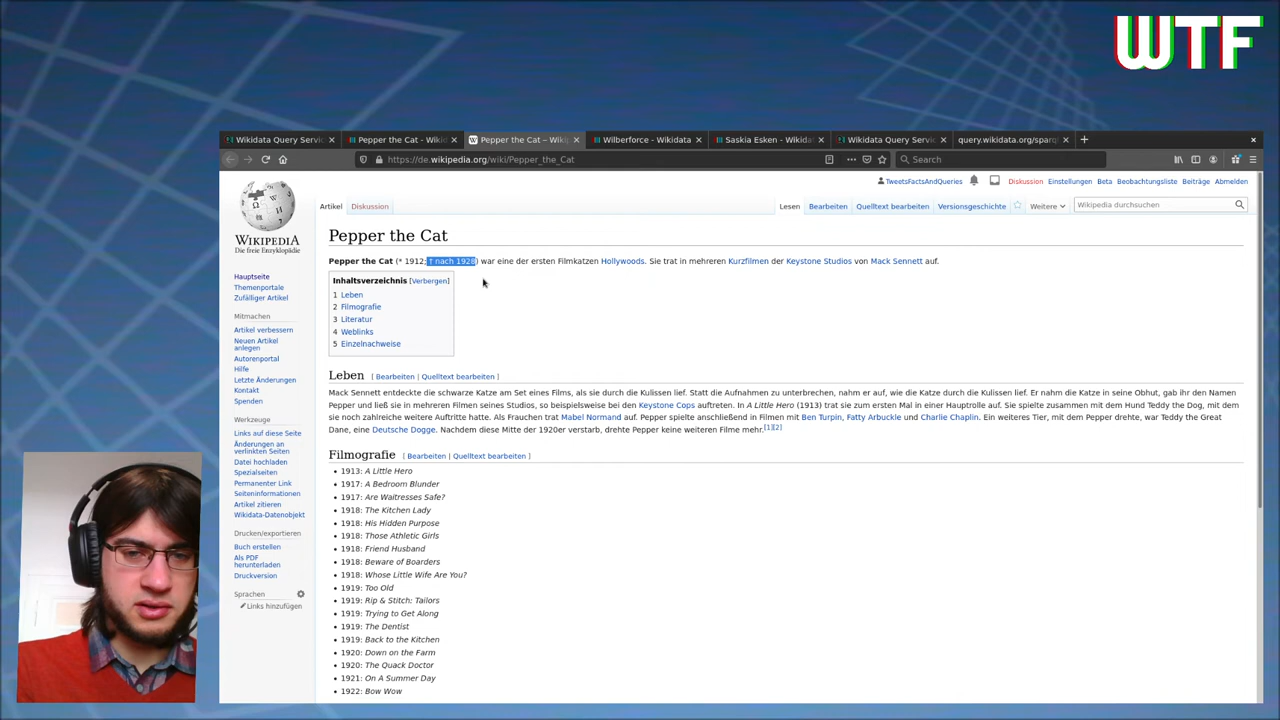 WTF
Wikidata Query Servic
Pepper the Cat - Wikid
Pepper the Cat – Wiki
Wilberforce - Wikidata
Saskia Esken - Wikidat
Wikidata Query Servic
query.wikidata.org/sparq
https://de.wikipedia.org/wiki/Pepper_the_Cat
Search
TweetsFactsAndQueries
Diskussion Einstellungen Beta Beobachtungsliste Beiträge Abmelden
Artikel Diskussion
Lesen Bearbeiten Quelltext bearbeiten Versionsgeschichte Weitere
Wikipedia durchsuchen
WIKIPEDIA
Die freie Enzyklopädie
Hauptseite
Themenportale
Zufälliger Artikel
Mitmachen
Artikel verbessern
Neuen Artikel
anlegen
Autorenportal
Hilfe
Letzte Änderungen
Kontakt
Spenden
Werkzeuge
Links auf diese Seite
Änderungen an
verlinkten Seiten
Datei hochladen
Spezialseiten
Permanenter Link
Seiteninformationen
Artikel zitieren
Wikidata-Datenobjekt
Drucken/exportieren
Buch erstellen
Als PDF
herunterladen
Druckversion
Sprachen
Links hinzufügen
Pepper the Cat
Pepper the Cat (* 1912; † nach 1928) war eine der ersten Filmkatzen Hollywoods. Sie trat in mehreren Kurzfilmen der Keystone Studios von Mack Sennett auf.
Inhaltsverzeichnis [Verbergen]
1 Leben
2 Filmografie
3 Literatur
4 Weblinks
5 Einzelnachweise
Leben [ Bearbeiten | Quelltext bearbeiten ]
Mack Sennett entdeckte die schwarze Katze am Set eines Films, als sie durch die Kulissen lief. Statt die Aufnahmen zu unterbrechen, nahm er auf, wie die Katze durch die Kulissen lief. Er nahm die Katze in seine Obhut, gab ihr den Namen
Pepper und ließ sie in mehreren Filmen seines Studios, so beispielsweise bei den Keystone Cops auftreten. In A Little Hero (1913) trat sie zum ersten Mal in einer Hauptrolle auf. Sie spielte zusammen mit dem Hund Teddy the Dog, mit dem
sie noch zahlreiche weitere Auftritte hatte. Als Frauchen trat Mabel Normand auf. Pepper spielte anschließend in Filmen mit Ben Turpin, Fatty Arbuckle und Charlie Chaplin. Ein weiteres Tier, mit dem Pepper drehte, war Teddy the Great
Dane, eine Deutsche Dogge. Nachdem diese Mitte der 1920er verstarb, drehte Pepper keine weiteren Filme mehr.[1][2]
Filmografie [ Bearbeiten | Quelltext bearbeiten ]
• 1913: A Little Hero
• 1917: A Bedroom Blunder
• 1917: Are Waitresses Safe?
• 1918: The Kitchen Lady
• 1918: His Hidden Purpose
• 1918: Those Athletic Girls
• 1918: Friend Husband
• 1918: Beware of Boarders
• 1918: Whose Little Wife Are You?
• 1919: Too Old
• 1919: Rip & Stitch: Tailors
• 1919: Trying to Get Along
• 1919: The Dentist
• 1919: Back to the Kitchen
• 1920: Down on the Farm
• 1920: The Quack Doctor
• 1921: On A Summer Day
• 1922: Bow Wow